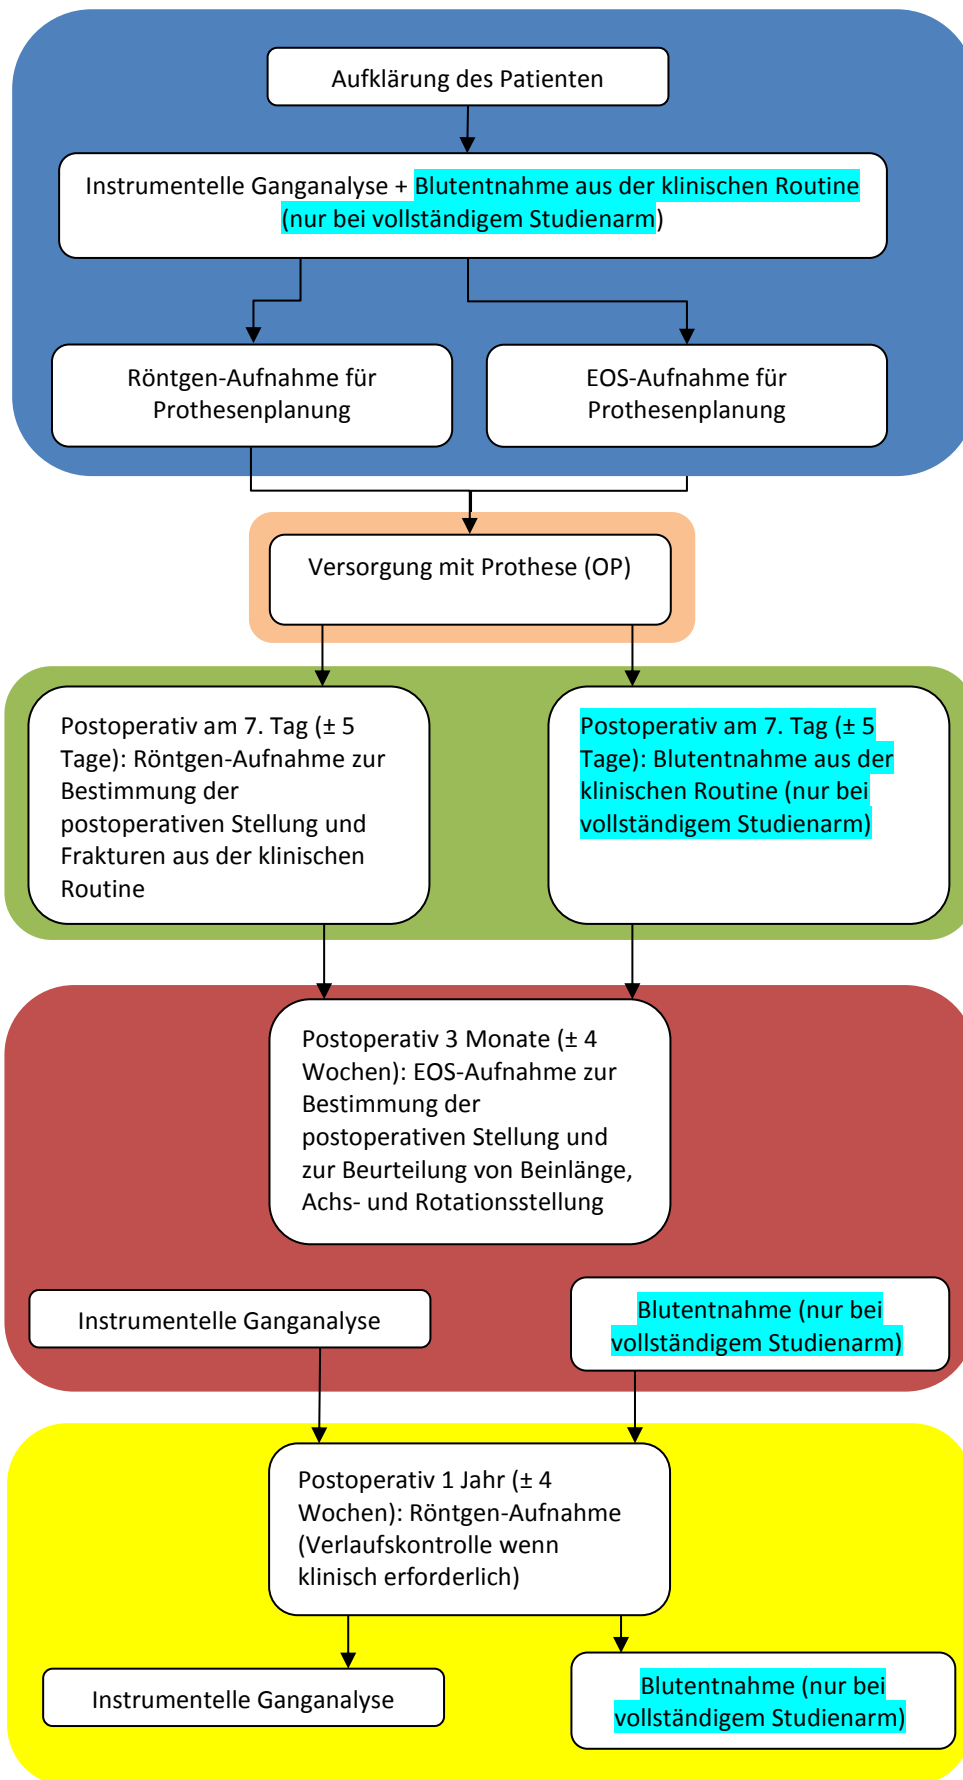 Aufklärung des Patienten
Instrumentelle Ganganalyse + Blutentnahme aus der klinischen Routine
(nur bei vollständigem Studienarm)
Röntgen-Aufnahme für
Prothesenplanung
EOS-Aufnahme für
Prothesenplanung
Versorgung mit Prothese (OP)
Postoperativ am 7. Tag (± 5
Tage): Röntgen-Aufnahme zur
Bestimmung der
postoperativen Stellung und
Frakturen aus der klinischen
Routine
Postoperativ am 7. Tag (± 5
Tage): Blutentnahme aus der
klinischen Routine (nur bei
vollständigem Studienarm)
Postoperativ 3 Monate (± 4
Wochen): EOS-Aufnahme zur
Bestimmung der
postoperativen Stellung und
zur Beurteilung von Beinlänge,
Achs- und Rotationsstellung
Instrumentelle Ganganalyse
Blutentnahme (nur bei
vollständigem Studienarm)
Postoperativ 1 Jahr (± 4
Wochen): Röntgen-Aufnahme
(Verlaufskontrolle wenn
klinisch erforderlich)
Instrumentelle Ganganalyse
Blutentnahme (nur bei
vollständigem Studienarm)